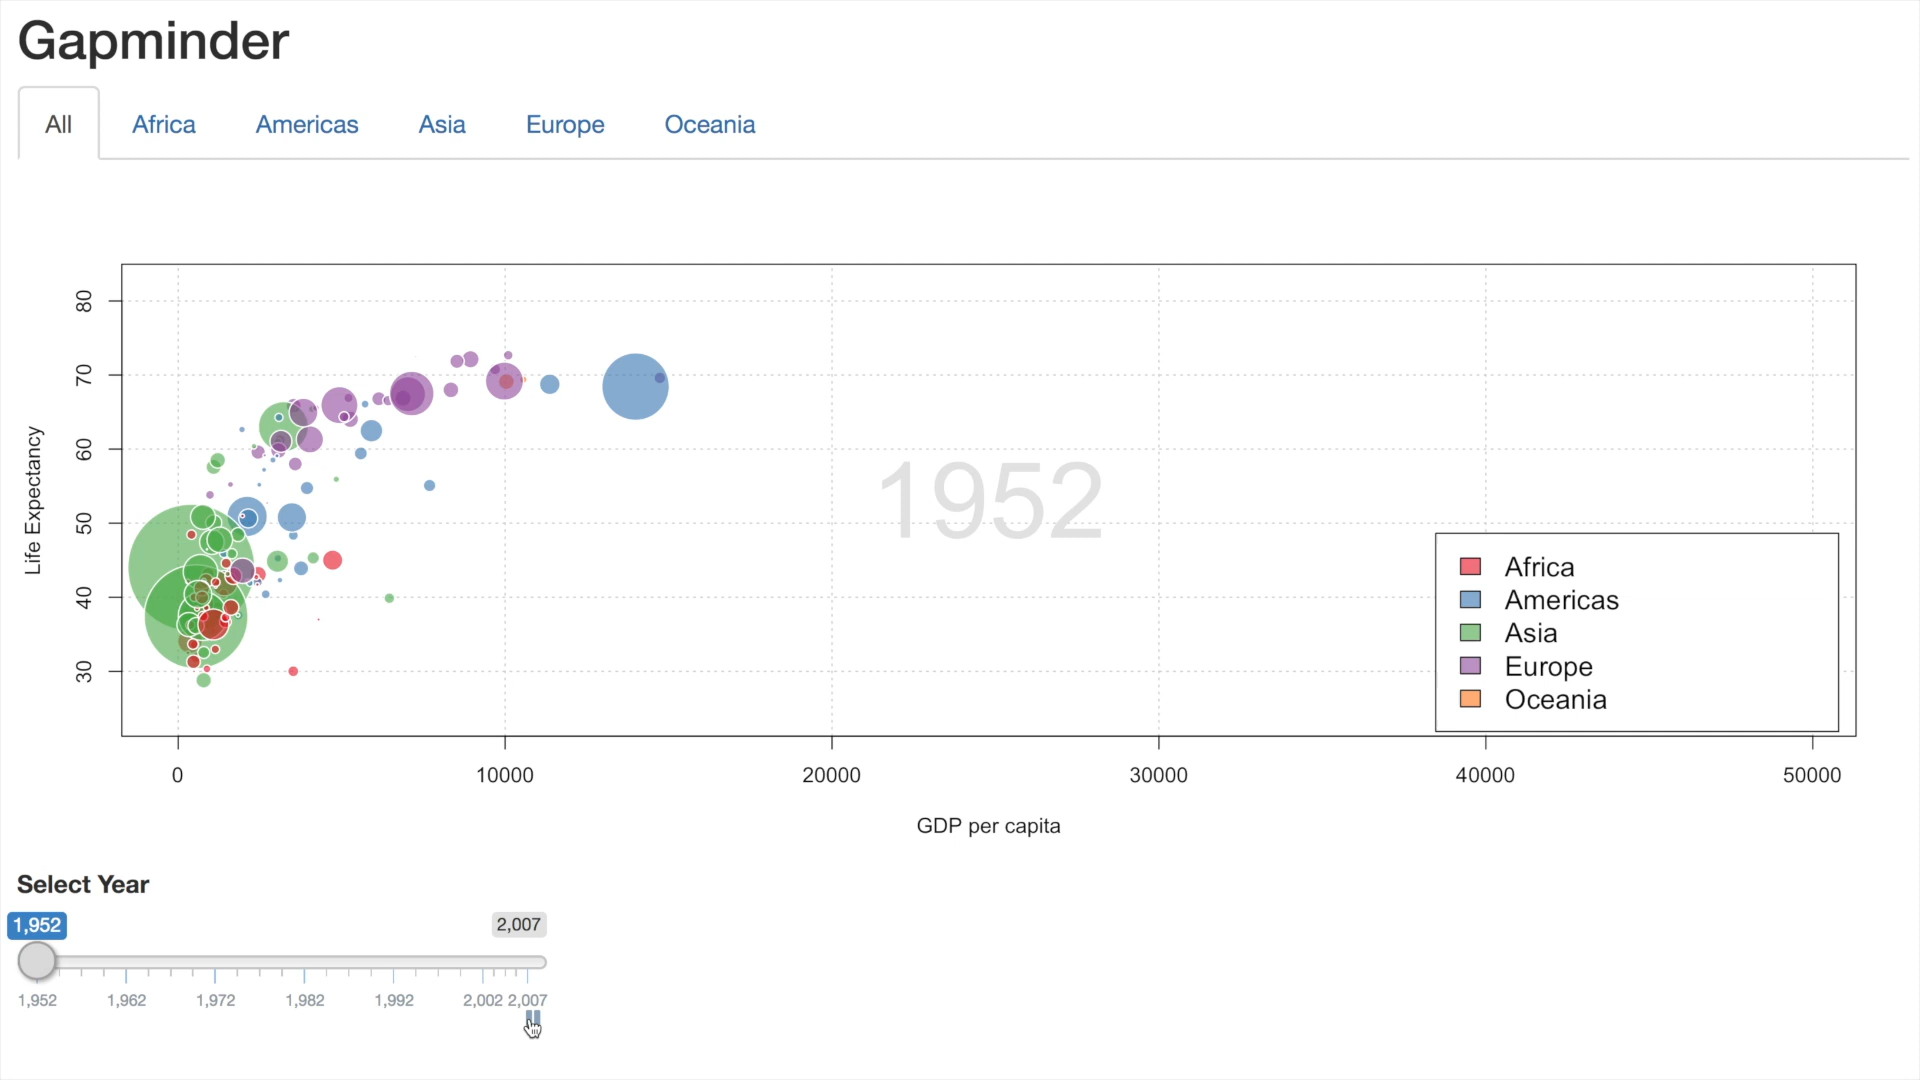 Gapminder
All Africa Americas Asia Europe Oceania
80
70
60
50
40
30
Life Expectancy
1952
Africa
Americas
Asia
Europe
Oceania
0 10000 20000 30000 40000 50000
GDP per capita
Select Year
1,952 2,007
1,952 1,962 1,972 1,982 1,992 2,002 2,007